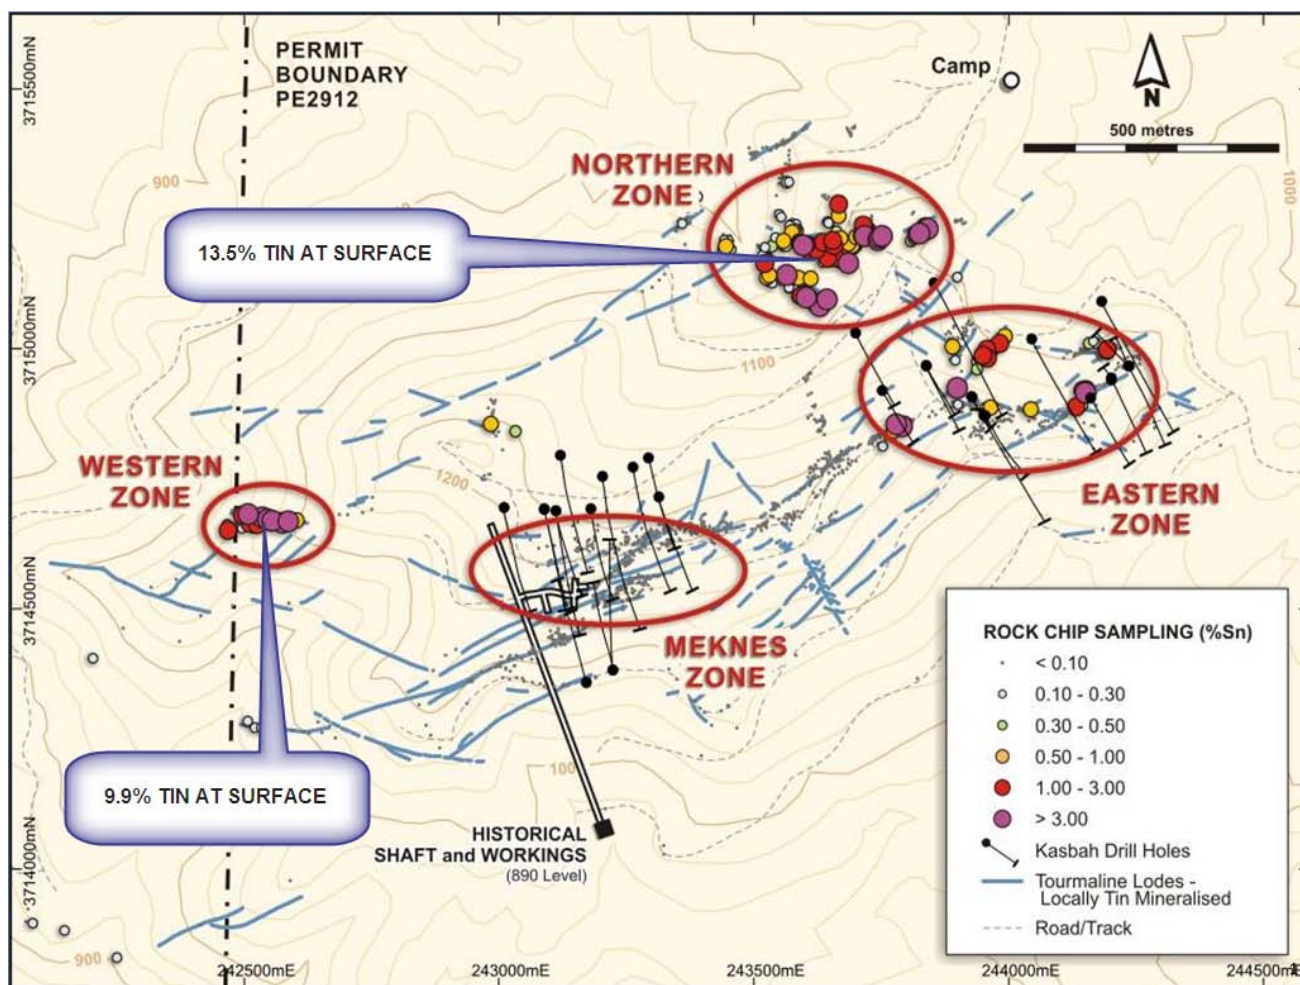 PERMIT
BOUNDARY
PE2912
Camp
N
500 metres
NORTHERN
ZONE
13.5% TIN AT SURFACE
900
1000
1100
WESTERN
ZONE
1200
EASTERN
ZONE
MEKNES
ZONE
9.9% TIN AT SURFACE
100
HISTORICAL
SHAFT and WORKINGS
(890 Level)
900
ROCK CHIP SAMPLING (%Sn)
< 0.10
0.10 - 0.30
0.30 - 0.50
0.50 - 1.00
1.00 - 3.00
> 3.00
Kasbah Drill Holes
Tourmaline Lodes -
Locally Tin Mineralised
Road/Track
3715500mN
3715000mN
3714500mN
3714000mN
242500mE
243000mE
243500mE
244000mE
244500m